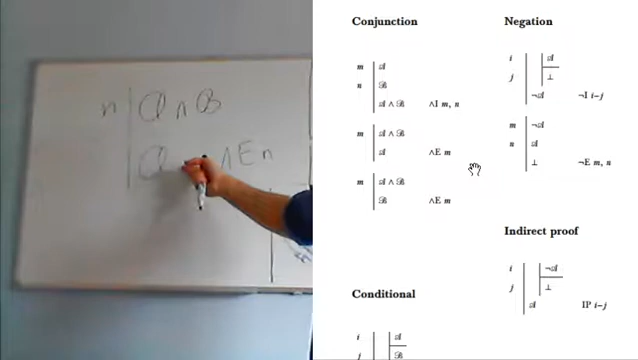 n 𝒜 ∧ ℬ
𝒜 ∧E n
Conjunction
m 𝒜
n ℬ
𝒜 ∧ ℬ ∧I m, n
m 𝒜 ∧ ℬ
𝒜 ∧E m
m 𝒜 ∧ ℬ
ℬ ∧E m
Conditional
i 𝒜
j ℬ
Negation
i 𝒜
j ⊥
¬𝒜 ¬I i–j
m ¬𝒜
n 𝒜
⊥ ¬E m, n
Indirect proof
i ¬𝒜
j ⊥
𝒜 IP i–j